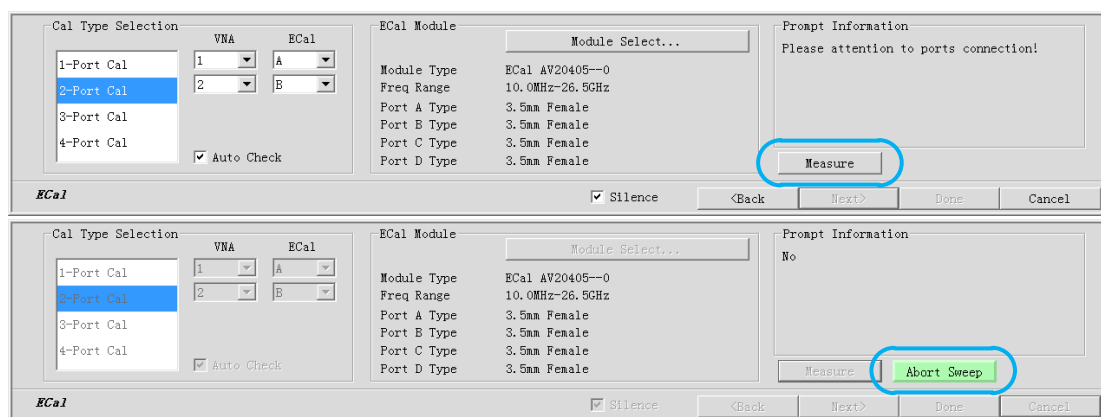 Cal Type Selection
VNA ECal
1-Port Cal
2-Port Cal
3-Port Cal
4-Port Cal
1 A
2 B
Auto Check
ECal Module
Module Select...
Module Type ECal AV20405--0
Freq Range 10.0MHz-26.5GHz
Port A Type 3.5mm Female
Port B Type 3.5mm Female
Port C Type 3.5mm Female
Port D Type 3.5mm Female
Prompt Information
Please attention to ports connection!
Measure
ECal
Silence <Back Next> Done Cancel
Cal Type Selection
VNA ECal
1-Port Cal
2-Port Cal
3-Port Cal
4-Port Cal
1 A
2 B
Auto Check
ECal Module
Module Select...
Module Type ECal AV20405--0
Freq Range 10.0MHz-26.5GHz
Port A Type 3.5mm Female
Port B Type 3.5mm Female
Port C Type 3.5mm Female
Port D Type 3.5mm Female
Prompt Information
No
Measure Abort Sweep
ECal
Silence <Back Next> Done Cancel